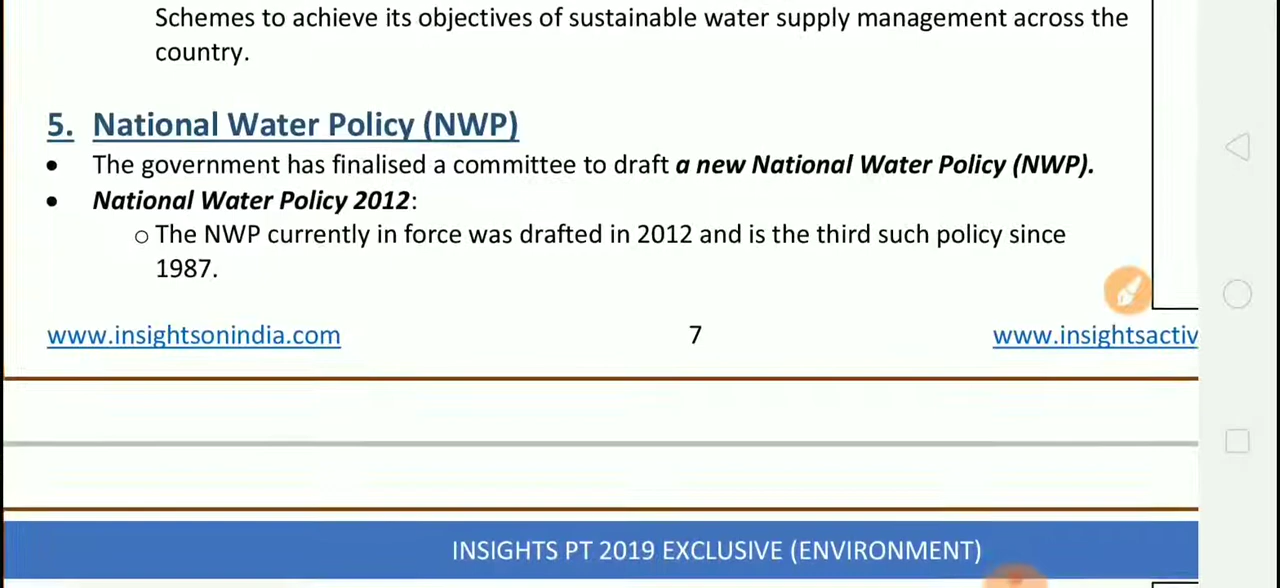 Schemes to achieve its objectives of sustainable water supply management across the
country.
5. National Water Policy (NWP)
• The government has finalised a committee to draft a new National Water Policy (NWP).
• National Water Policy 2012:
o The NWP currently in force was drafted in 2012 and is the third such policy since
1987.
www.insightsonindia.com 7 www.insightsactiv
INSIGHTS PT 2019 EXCLUSIVE (ENVIRONMENT)